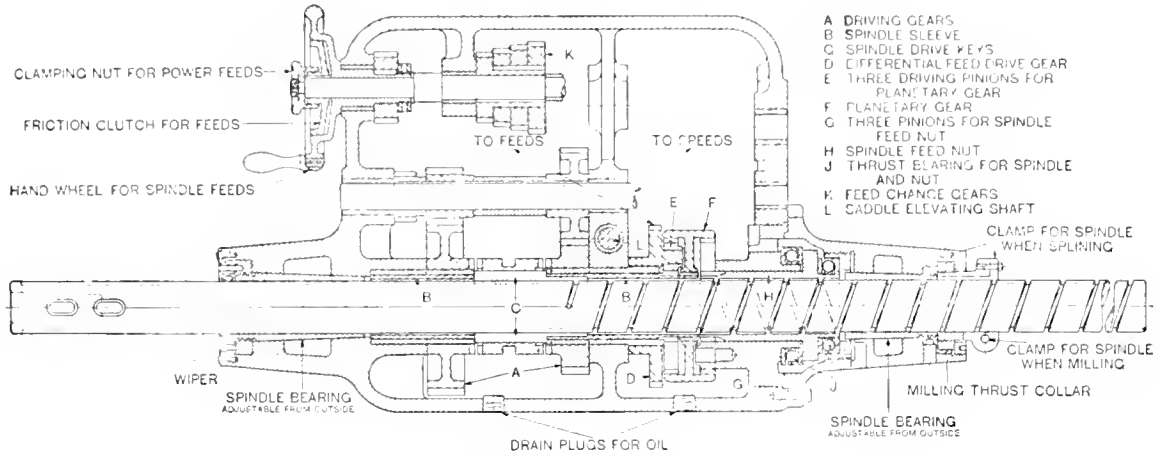 CLAMPING NUT FOR POWER FEEDS
FRICTION CLUTCH FOR FEEDS
HAND WHEEL FOR SPINDLE FEEDS
K
TO FEEDS
TO SPEEDS
A DRIVING GEARS
B SPINDLE SLEEVE
C SPINDLE DRIVE KEYS
D DIFFERENTIAL FEED DRIVE GEAR
E THREE DRIVING PINIONS FOR
PLANETARY GEAR
F PLANETARY GEAR
G THREE PINIONS FOR SPINDLE
FEED NUT
H SPINDLE FEED NUT
J THRUST BEARING FOR SPINDLE
AND NUT
K FEED CHANGE GEARS
L SADDLE ELEVATING SHAFT
E
F
L
CLAMP FOR SPINDLE
WHEN SPLINING
B
C
B
H
WIPER
SPINDLE BEARING
ADJUSTABLE FROM OUTSIDE
A
D
G
J
CLAMP FOR SPINDLE
WHEN MILLING
MILLING THRUST COLLAR
SPINDLE BEARING
ADJUSTABLE FROM OUTSIDE
DRAIN PLUGS FOR OIL